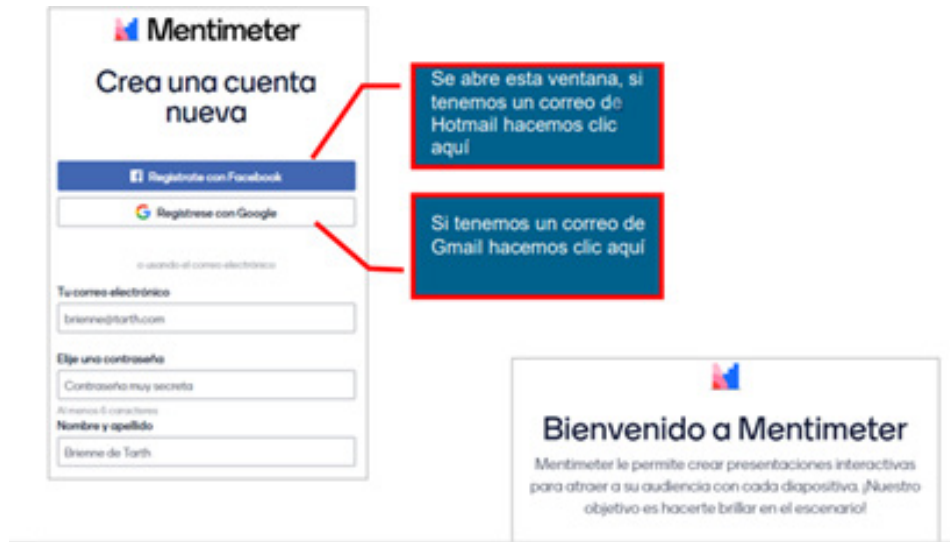 Mentimeter
Crea una cuenta
nueva
Regístrate con Facebook
Regístrese con Google
o usando el correo electrónico
Tu correo electrónico
brienne@tarth.com
Elije una contraseña
Contraseña muy secreta
Al menos 6 caracteres
Nombre y apellido
Brienne de Tarth
Se abre esta ventana, si
tenemos un correo de
Hotmail hacemos clic
aquí
Si tenemos un correo de
Gmail hacemos clic aquí
Bienvenido a Mentimeter
Mentimeter le permite crear presentaciones interactivas
para atraer a su audiencia con cada diapositiva. ¡Nuestro
objetivo es hacerte brillar en el escenario!